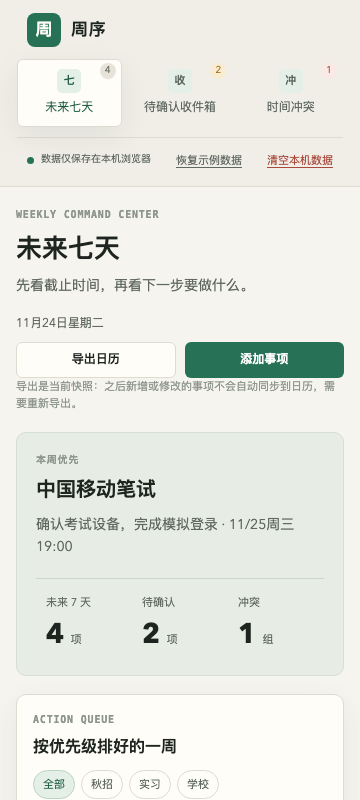 周 周序
七 4 收 2 冲 1
未来七天 待确认收件箱 时间冲突
数据仅保存在本机浏览器 恢复示例数据 清空本机数据
WEEKLY COMMAND CENTER
未来七天
先看截止时间，再看下一步要做什么。
11月24日星期二
导出日历 添加事项
导出是当前快照：之后新增或修改的事项不会自动同步到日历，需
要重新导出。
本周优先
中国移动笔试
确认考试设备，完成模拟登录 · 11/25周三
19:00
未来 7 天 待确认 冲突
4 项 2 项 1 组
ACTION QUEUE
按优先级排好的一周
全部 秋招 实习 学校